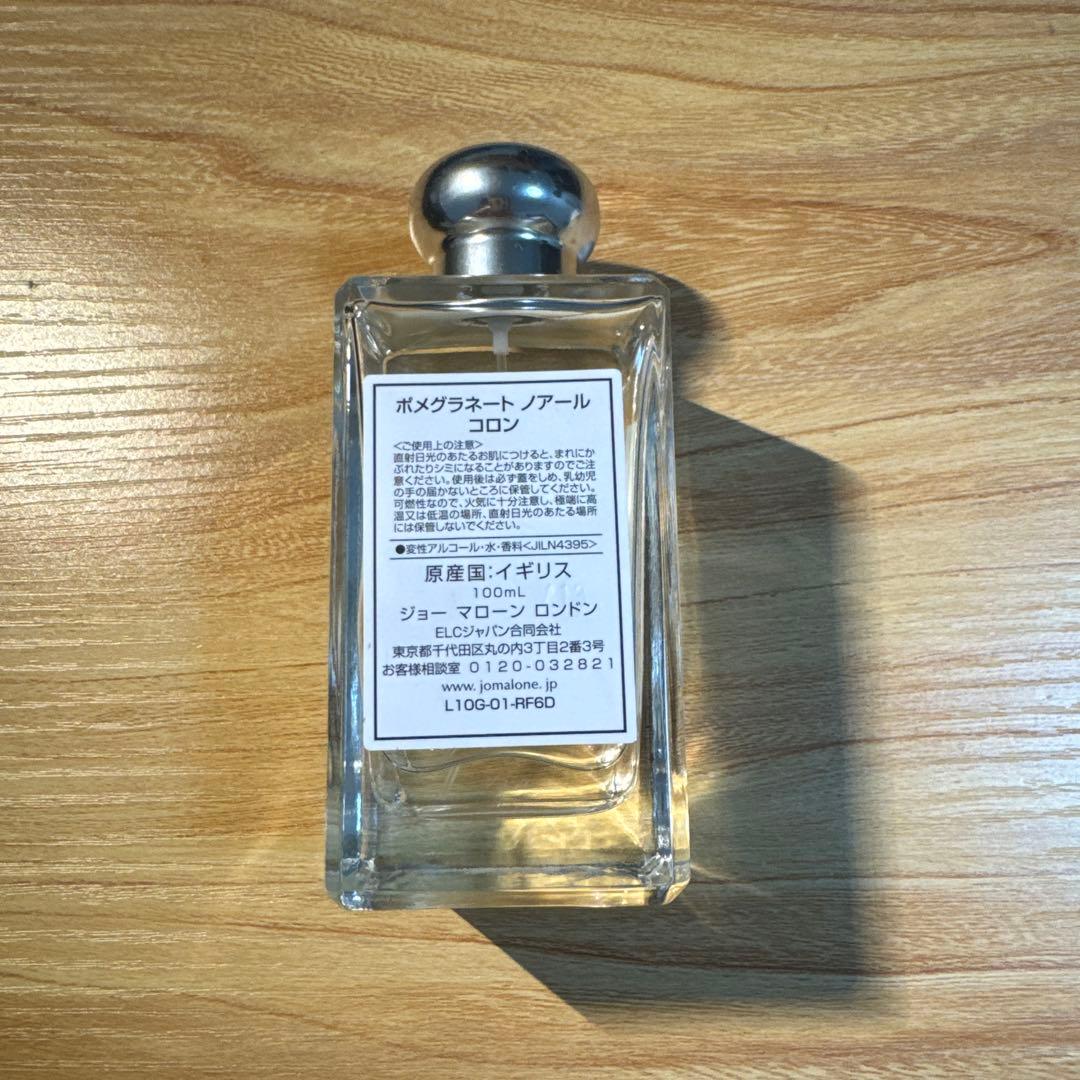 ポメグラネート ノアール
コロン
<ご使用上の注意>
直射日光のあたるお肌につけると、まれにか
ぶれたりシミになることがありますのでご注
意ください。使用後は必ず蓋をしめ、乳幼児
の手の届かないところに保管してください。
可燃性なので、火気に十分注意し、極端に高
温又は低温の場所、直射日光のあたる場所
には保管しないでください。
●変性アルコール・水・香料<JILN4395>
原産国:イギリス
100mL
ジョー マローン ロンドン
ELCジャパン合同会社
東京都千代田区丸の内3丁目2番3号
お客様相談室 0120-032821
www. jomalone. jp
L10G-01-RF6D